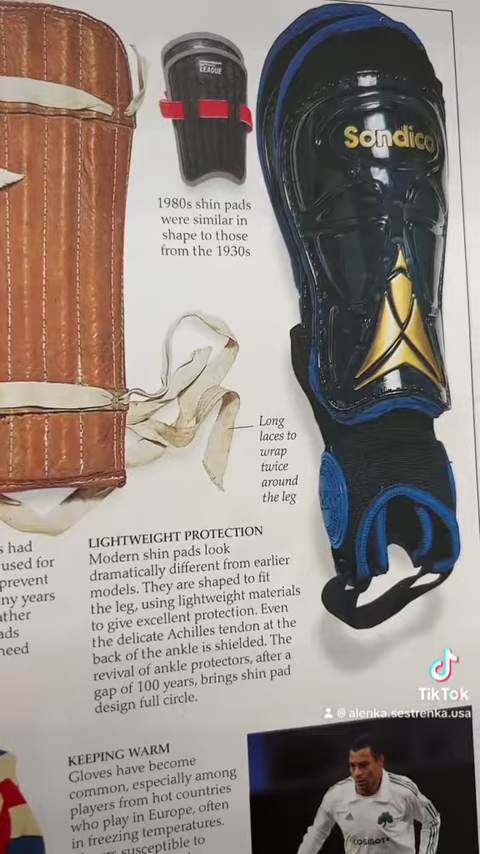 LEAGUE
Sondico
1980s shin pads
were similar in
shape to those
from the 1930s
Long
laces to
wrap
twice
around
the leg
s had
used for
prevent
ny years
ather
ads
need
LIGHTWEIGHT PROTECTION
Modern shin pads look
dramatically different from earlier
models. They are shaped to fit
the leg, using lightweight materials
to give excellent protection. Even
the delicate Achilles tendon at the
back of the ankle is shielded. The
revival of ankle protectors, after a
gap of 100 years, brings shin pad
design full circle.
TikTok
@alenka.sestrenka.usa
KEEPING WARM
Gloves have become
common, especially among
players from hot countries
who play in Europe, often
in freezing temperatures.
susceptible to
COSMOTE